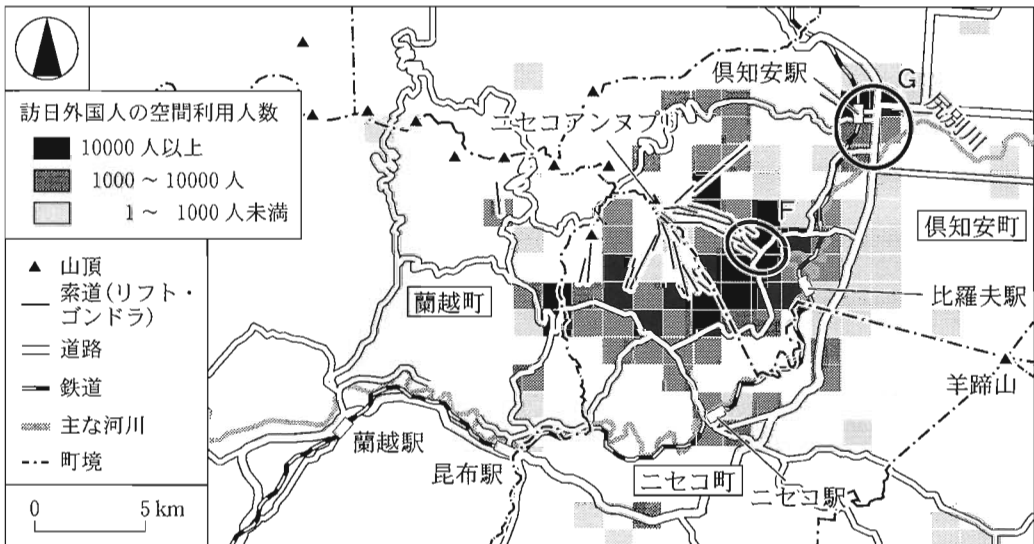 訪日外国人の空間利用人数
10000 人以上
1000 ～ 10000 人
1 ～ 1000 人未満
▲ 山頂
索道(リフト・
ゴンドラ)
道路
鉄道
主な河川
町境
0 5 km
倶知安駅
G
尻別川
ニセコアンヌプリ
F
倶知安町
蘭越町
比羅夫駅
羊蹄山
蘭越駅
昆布駅
ニセコ町
ニセコ駅